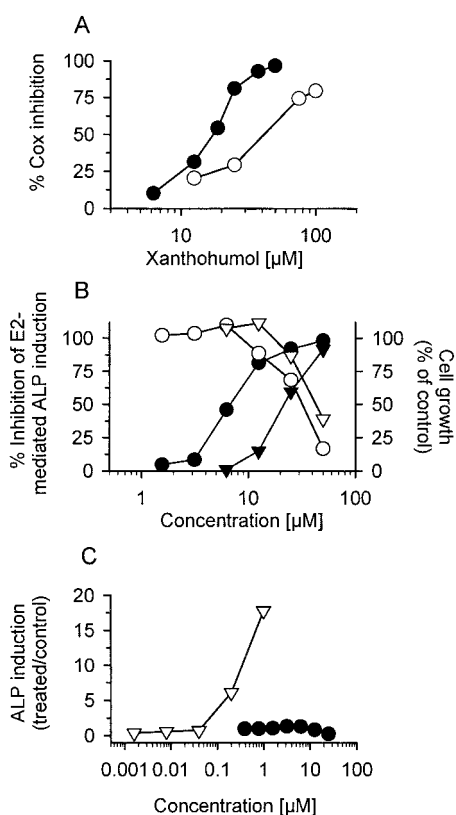 A
% Cox inhibition
100
75
50
25
0
10
100
Xanthohumol [µM]
B
% Inhibition of E2-
mediated ALP induction
100
75
50
25
0
100
75
50
25
0
Cell growth
(% of control)
1
10
100
Concentration [µM]
C
ALP induction
(treated/control)
20
15
10
5
0
0.001
0.01
0.1
1
10
100
Concentration [µM]